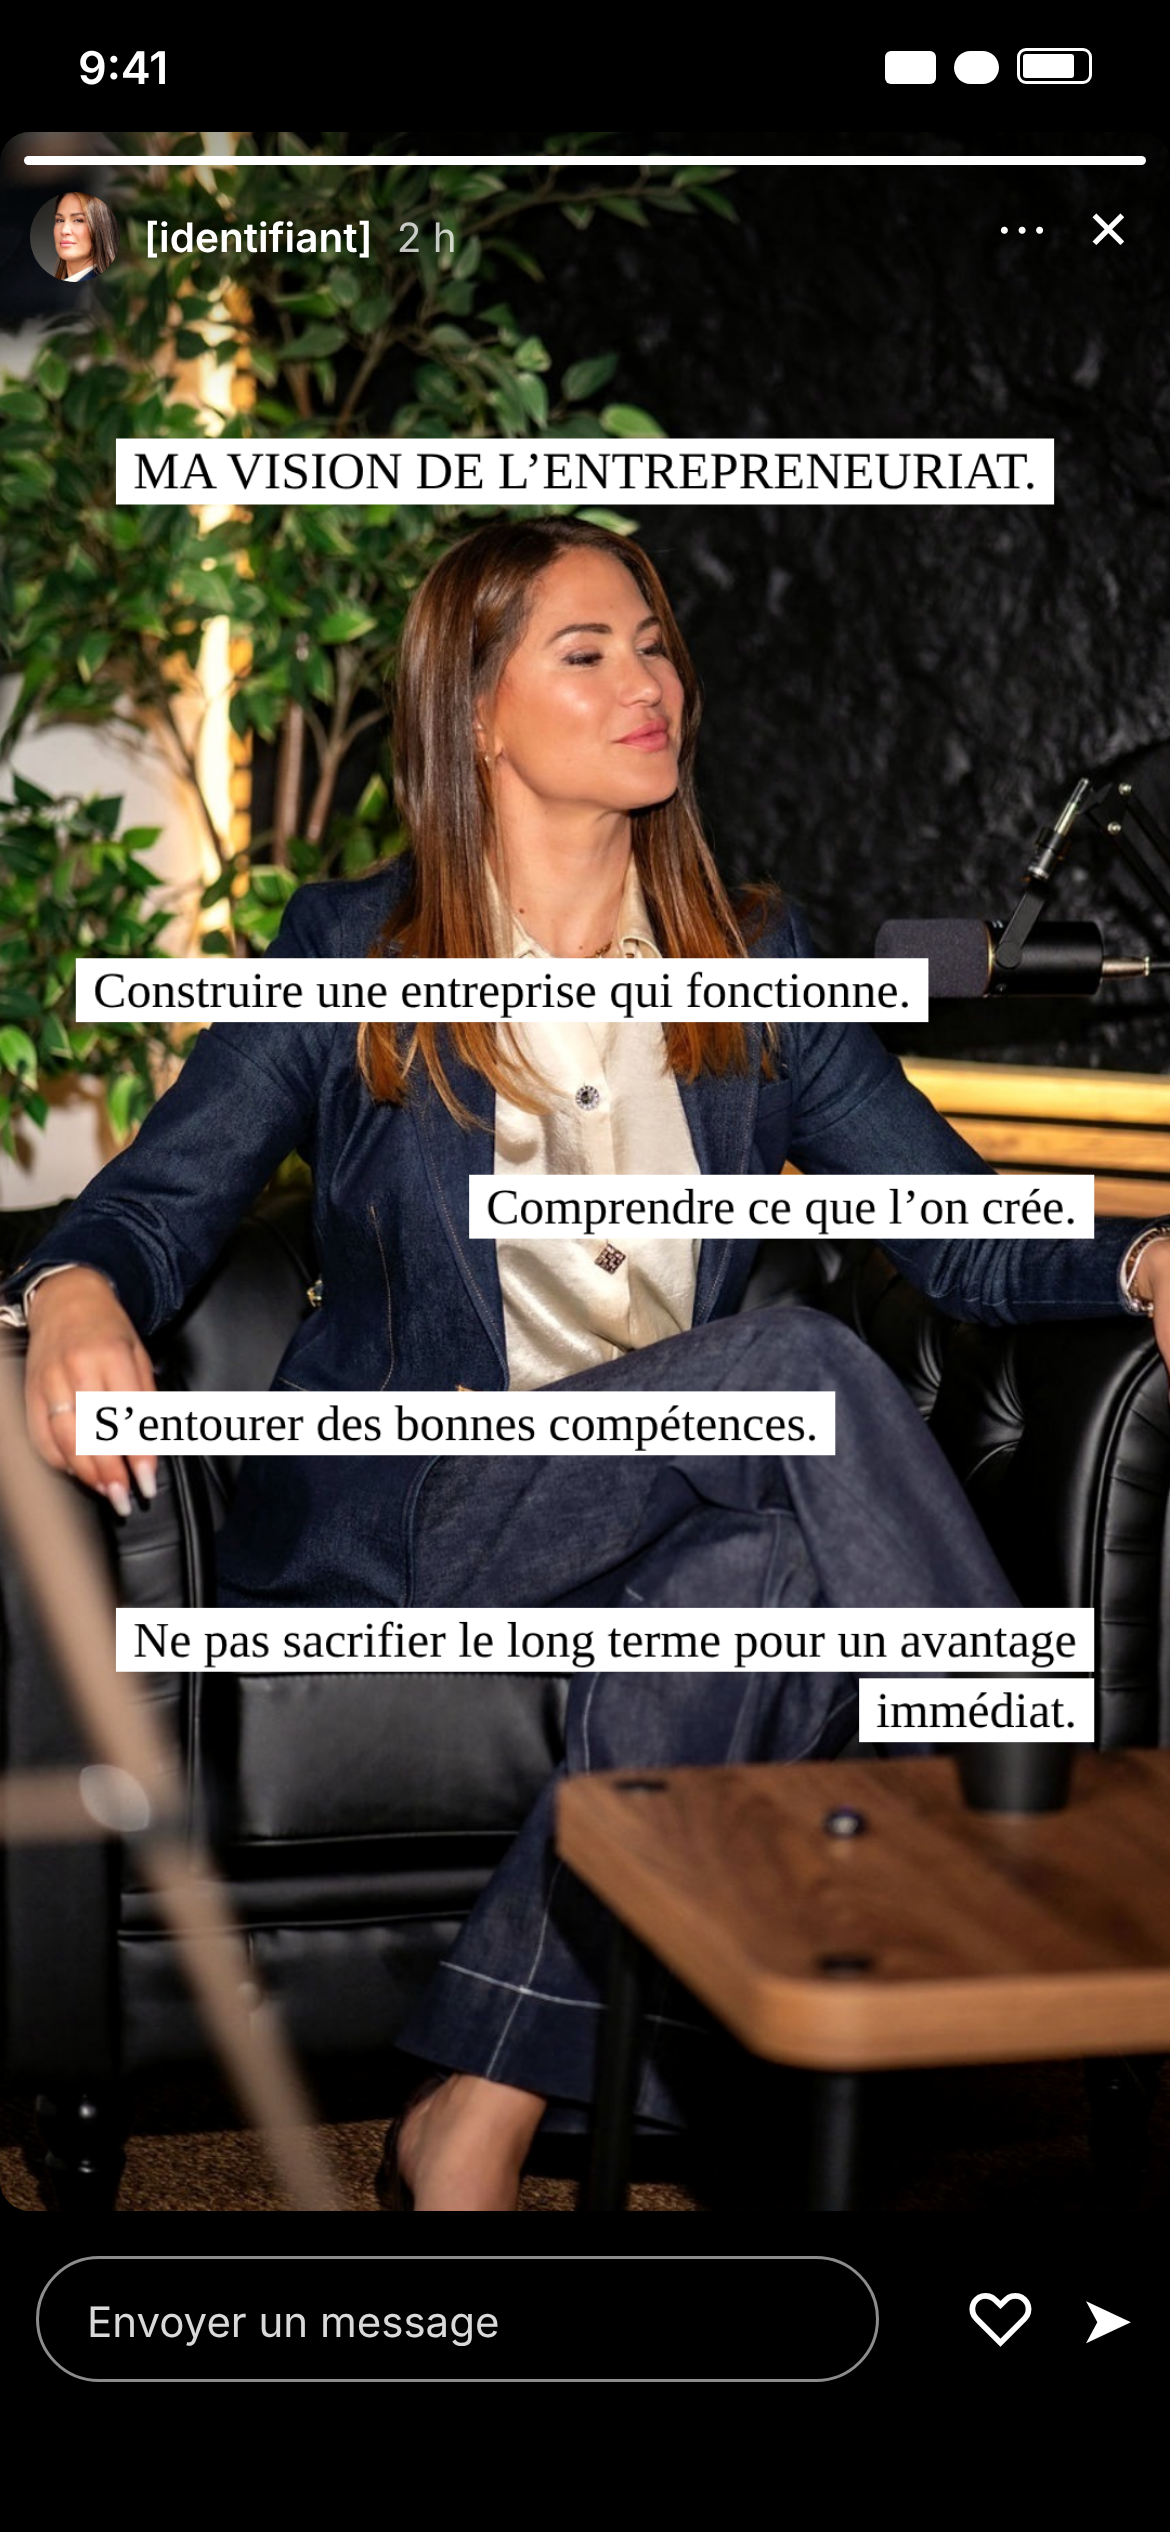 9:41
[identifiant] 2 h
MA VISION DE L’ENTREPRENEURIAT.
Construire une entreprise qui fonctionne.
Comprendre ce que l’on crée.
S’entourer des bonnes compétences.
Ne pas sacrifier le long terme pour un avantage
immédiat.
Envoyer un message